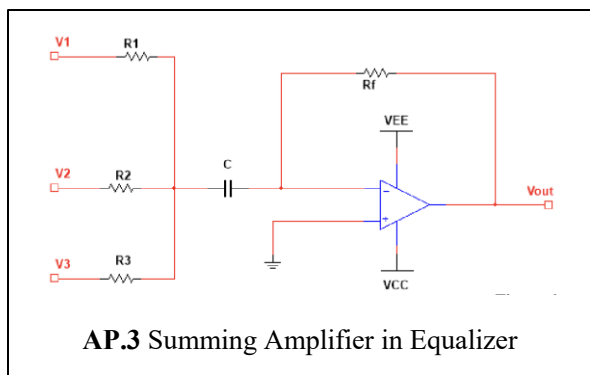 V1
R1
Rf
VEE
C
V2
R2
Vout
V3
R3
VCC
AP.3 Summing Amplifier in Equalizer